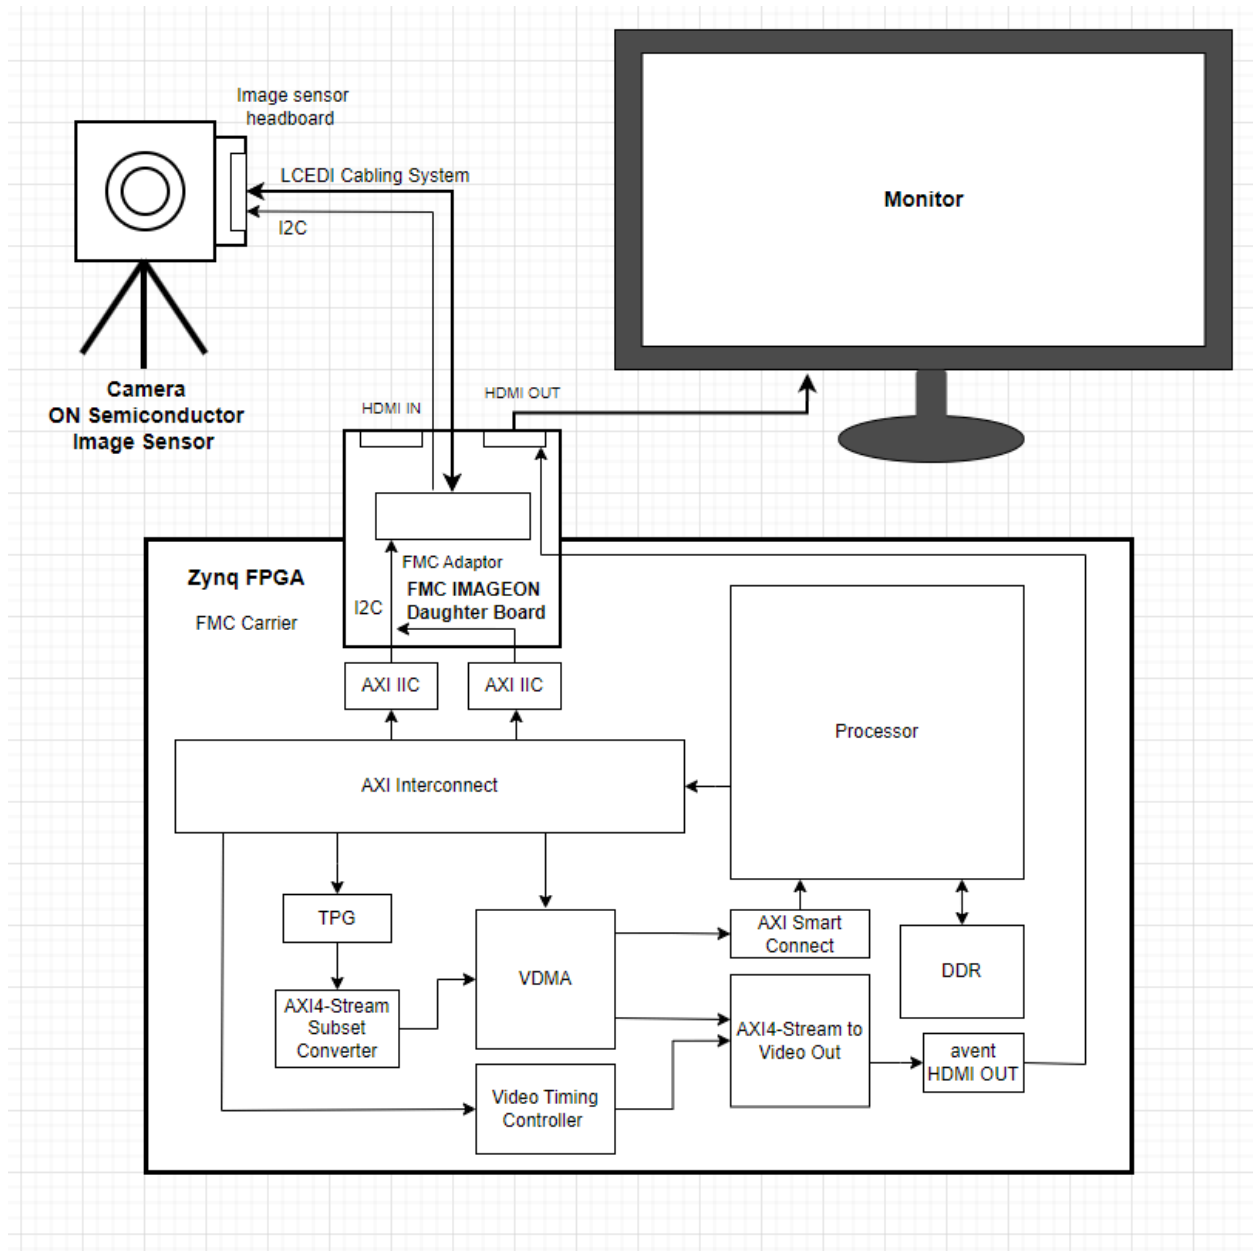 Image sensor
headboard
LCEDI Cabling System
I2C
Monitor
Camera
ON Semiconductor
Image Sensor
HDMI IN
HDMI OUT
Zynq FPGA
FMC Carrier
FMC Adaptor
FMC IMAGEON
Daughter Board
I2C
AXI IIC
AXI IIC
AXI Interconnect
Processor
TPG
AXI4-Stream
Subset
Converter
VDMA
Video Timing
Controller
AXI Smart
Connect
AXI4-Stream to
Video Out
DDR
avent
HDMI OUT